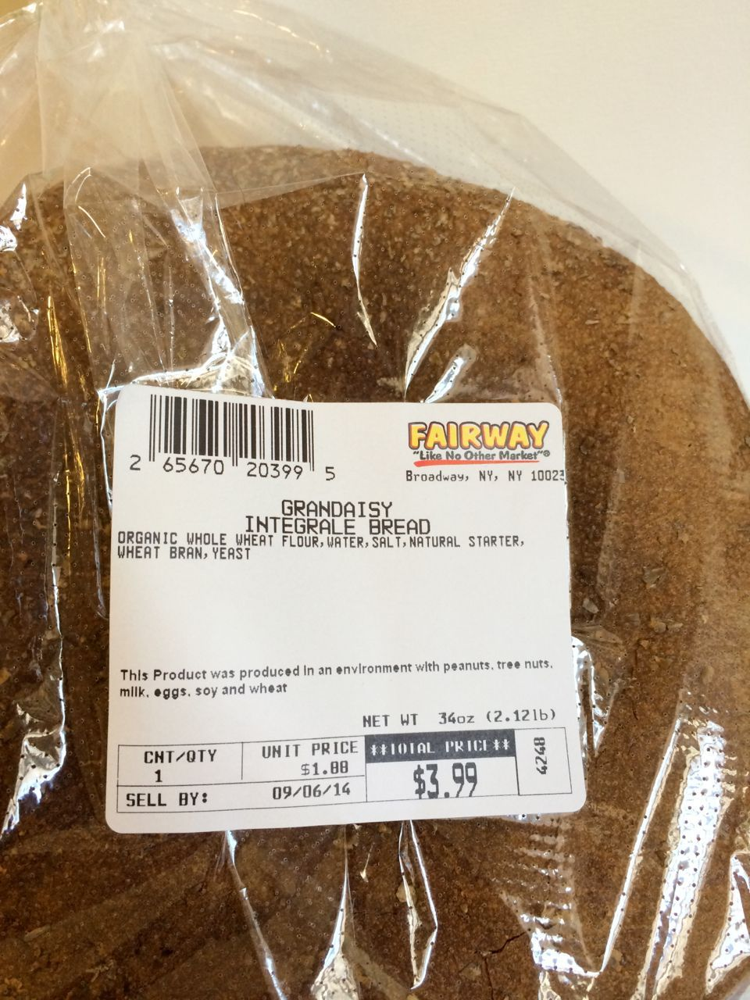 2 65670 20399 5
FAIRWAY
"Like No Other Market"®
Broadway, NY, NY 10023
GRANDAISY
INTEGRALE BREAD
ORGANIC WHOLE WHEAT FLOUR,WATER,SALT,NATURAL STARTER,
WHEAT BRAN,YEAST
This Product was produced in an environment with peanuts, tree nuts,
milk, eggs, soy and wheat
NET WT 34oz (2.12lb)
CNT/QTY
1
UNIT PRICE
$1.88
**TOTAL PRICE**
$3.99
4248
SELL BY: 09/06/14